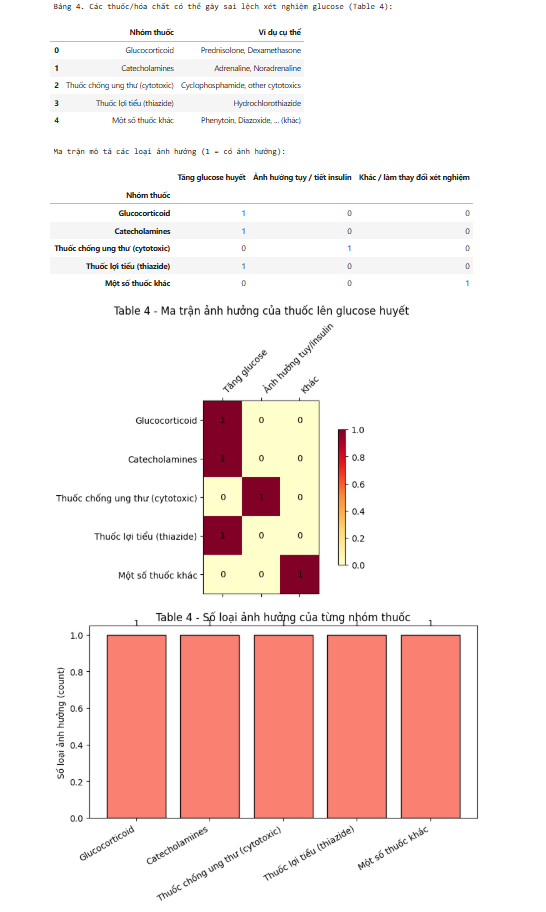 Bảng 4. Các thuốc/hóa chất có thể gây sai lệch xét nghiệm glucose (Table 4):
Nhóm thuốc Ví dụ cụ thể
0 Glucocorticoid Prednisolone, Dexamethasone
1 Catecholamines Adrenaline, Noradrenaline
2 Thuốc chống ung thư (cytotoxic) Cyclophosphamide, other cytotoxics
3 Thuốc lợi tiểu (thiazide) Hydrochlorothiazide
4 Một số thuốc khác Phenytoin, Diazoxide, ... (khác)
Ma trận mô tả các loại ảnh hưởng (1 = có ảnh hưởng):
Tăng glucose huyết Ảnh hưởng tụy / tiết insulin Khác / làm thay đổi xét nghiệm
Nhóm thuốc
Glucocorticoid 1 0 0
Catecholamines 1 0 0
Thuốc chống ung thư (cytotoxic) 0 1 0
Thuốc lợi tiểu (thiazide) 1 0 0
Một số thuốc khác 0 0 1
Table 4 - Ma trận ảnh hưởng của thuốc lên glucose huyết
Tăng glucose
Ảnh hưởng tuỵ/insulin
Khác
Glucocorticoid 1 0 0
Catecholamines 1 0 0
Thuốc chống ung thư (cytotoxic) 0 1 0
Thuốc lợi tiểu (thiazide) 1 0 0
Một số thuốc khác 0 0 1
1.0
0.8
0.6
0.4
0.2
0.0
Table 4 - Số loại ảnh hưởng của từng nhóm thuốc
1 1 1 1 1
1.0
0.8
0.6
0.4
0.2
0.0
Số loại ảnh hưởng (count)
Glucocorticoid
Catecholamines
Thuốc chống ung thư (cytotoxic)
Thuốc lợi tiểu (thiazide)
Một số thuốc khác